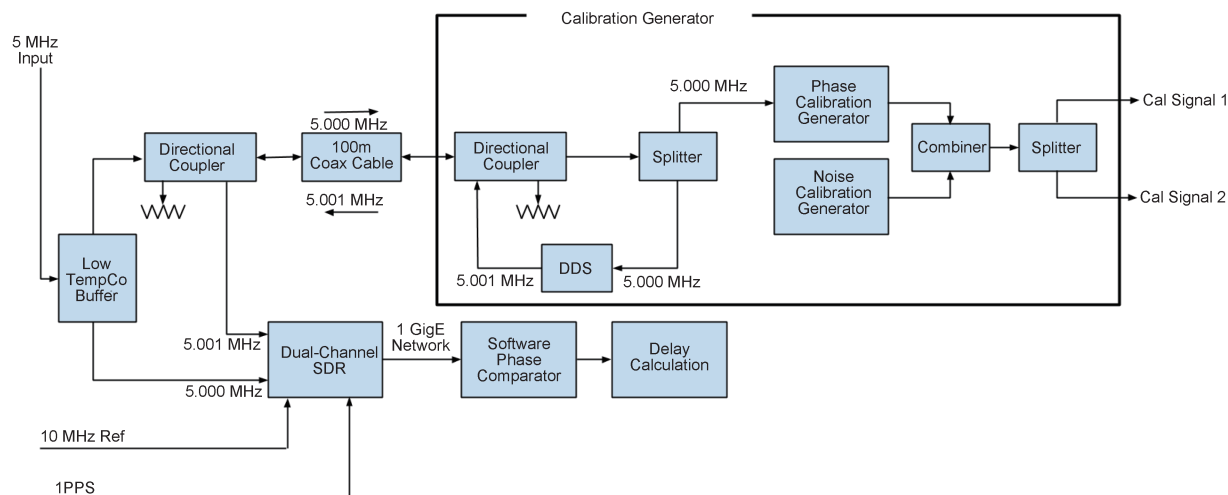 Calibration Generator
5 MHz
Input
5.000 MHz
Phase
Calibration
Generator
Cal Signal 1
5.000 MHz
Directional
Coupler
100m
Coax Cable
Directional
Coupler
Splitter
Combiner
Splitter
5.001 MHz
Noise
Calibration
Generator
Cal Signal 2
Low
TempCo
Buffer
DDS
5.001 MHz
5.000 MHz
5.001 MHz
Dual-Channel
SDR
1 GigE
Network
Software
Phase
Comparator
Delay
Calculation
5.000 MHz
10 MHz Ref
1PPS